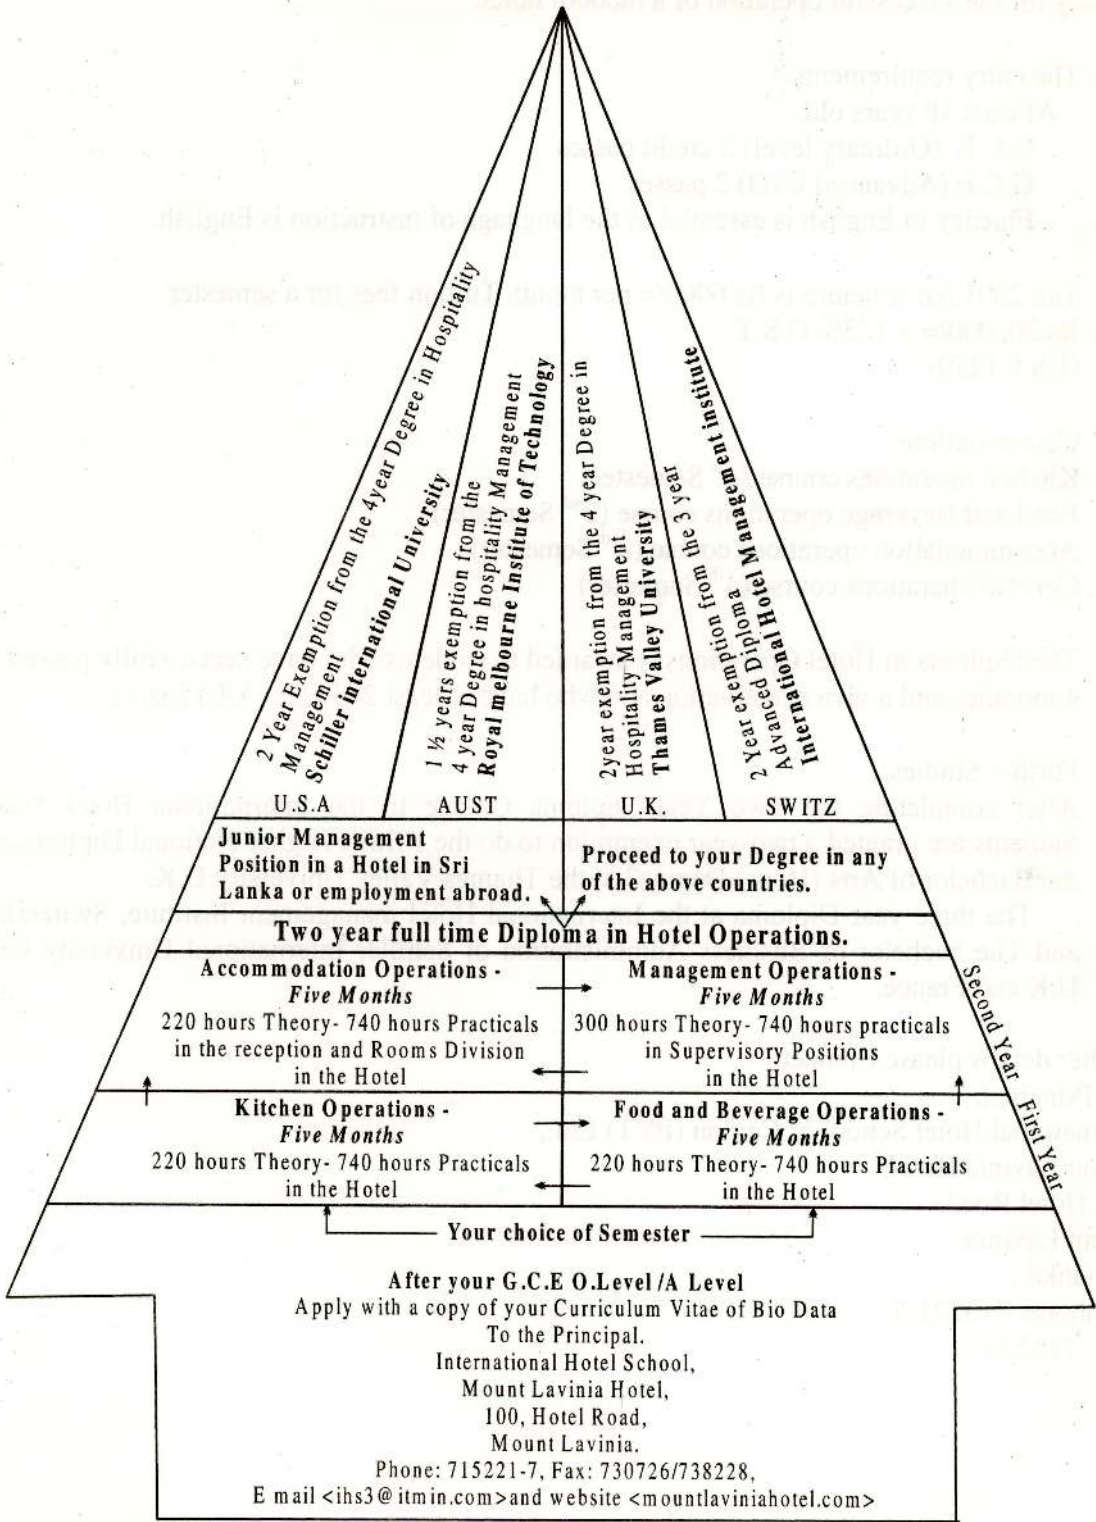 2 Year Exemption from the 4year Degree in Hospitality
Management
Schiller International University
1 ½ years exemption from the
4 year Degree in hospitality Management
Royal melbourne Institute of Technology
2year exemption from the 4 year Degree in
Hospitality Management
Thames Valley University
2 Year exemption from the 3 year
Advanced Diploma
International Hotel Management institute
U.S.A
AUST
U.K.
SWITZ
Junior Management
Position in a Hotel in Sri
Lanka or employment abroad.
Proceed to your Degree in any
of the above countries.
Two year full time Diploma in Hotel Operations.
Accommodation Operations -
Five Months
220 hours Theory- 740 hours Practicals
in the reception and Rooms Division
in the Hotel
Management Operations -
Five Months
300 hours Theory- 740 hours practicals
in Supervisory Positions
in the Hotel
Second Year
Kitchen Operations -
Five Months
220 hours Theory- 740 hours Practicals
in the Hotel
Food and Beverage Operations -
Five Months
220 hours Theory- 740 hours Practicals
in the Hotel
First Year
Your choice of Semester
After your G.C.E O.Level /A Level
Apply with a copy of your Curriculum Vitae of Bio Data
To the Principal.
International Hotel School,
Mount Lavinia Hotel,
100, Hotel Road,
Mount Lavinia.
Phone: 715221-7, Fax: 730726/738228,
E mail <ihs3@itmin.com>and website <mountlaviniahotel.com>